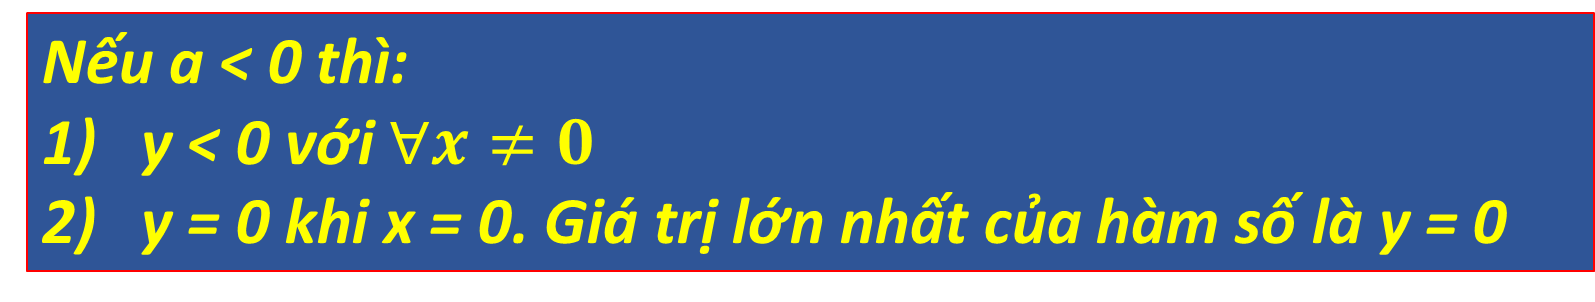 Nếu a < 0 thì:
1) y < 0 với ∀x ≠ 0
2) y = 0 khi x = 0. Giá trị lớn nhất của hàm số là y = 0